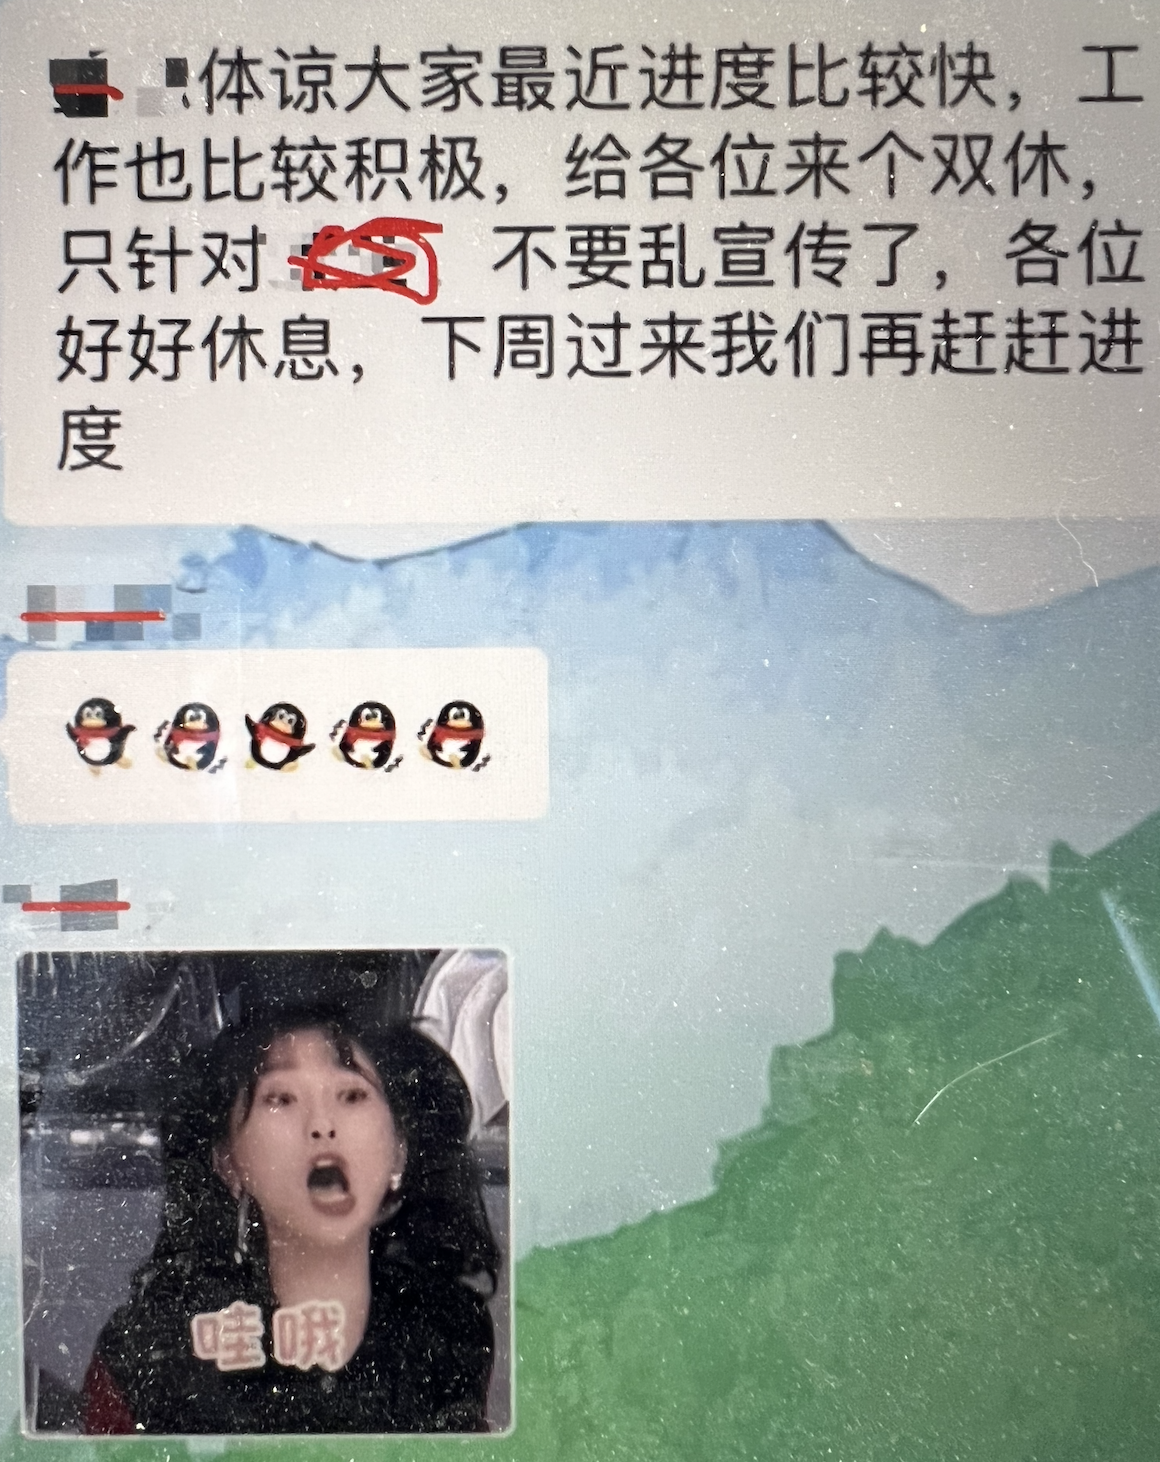 体谅大家最近进度比较快，工
作也比较积极，给各位来个双休，
只针对 不要乱宣传了，各位
好好休息，下周过来我们再赶赶进
度
哇哦